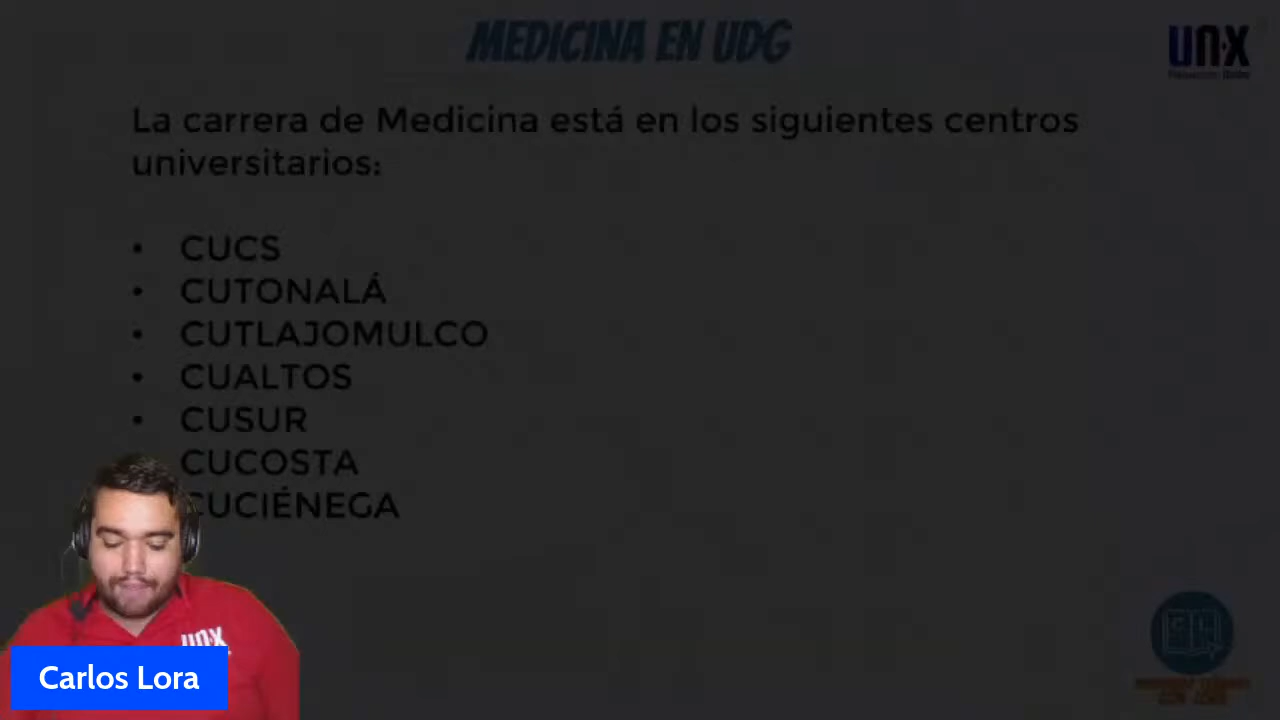 MEDICINA EN UDG
UNX
La carrera de Medicina está en los siguientes centros
universitarios:
• CUCS
• CUTONALÁ
• CUTLAJOMULCO
• CUALTOS
• CUSUR
CUCOSTA
CUCIÉNEGA
UNX
Carlos Lora